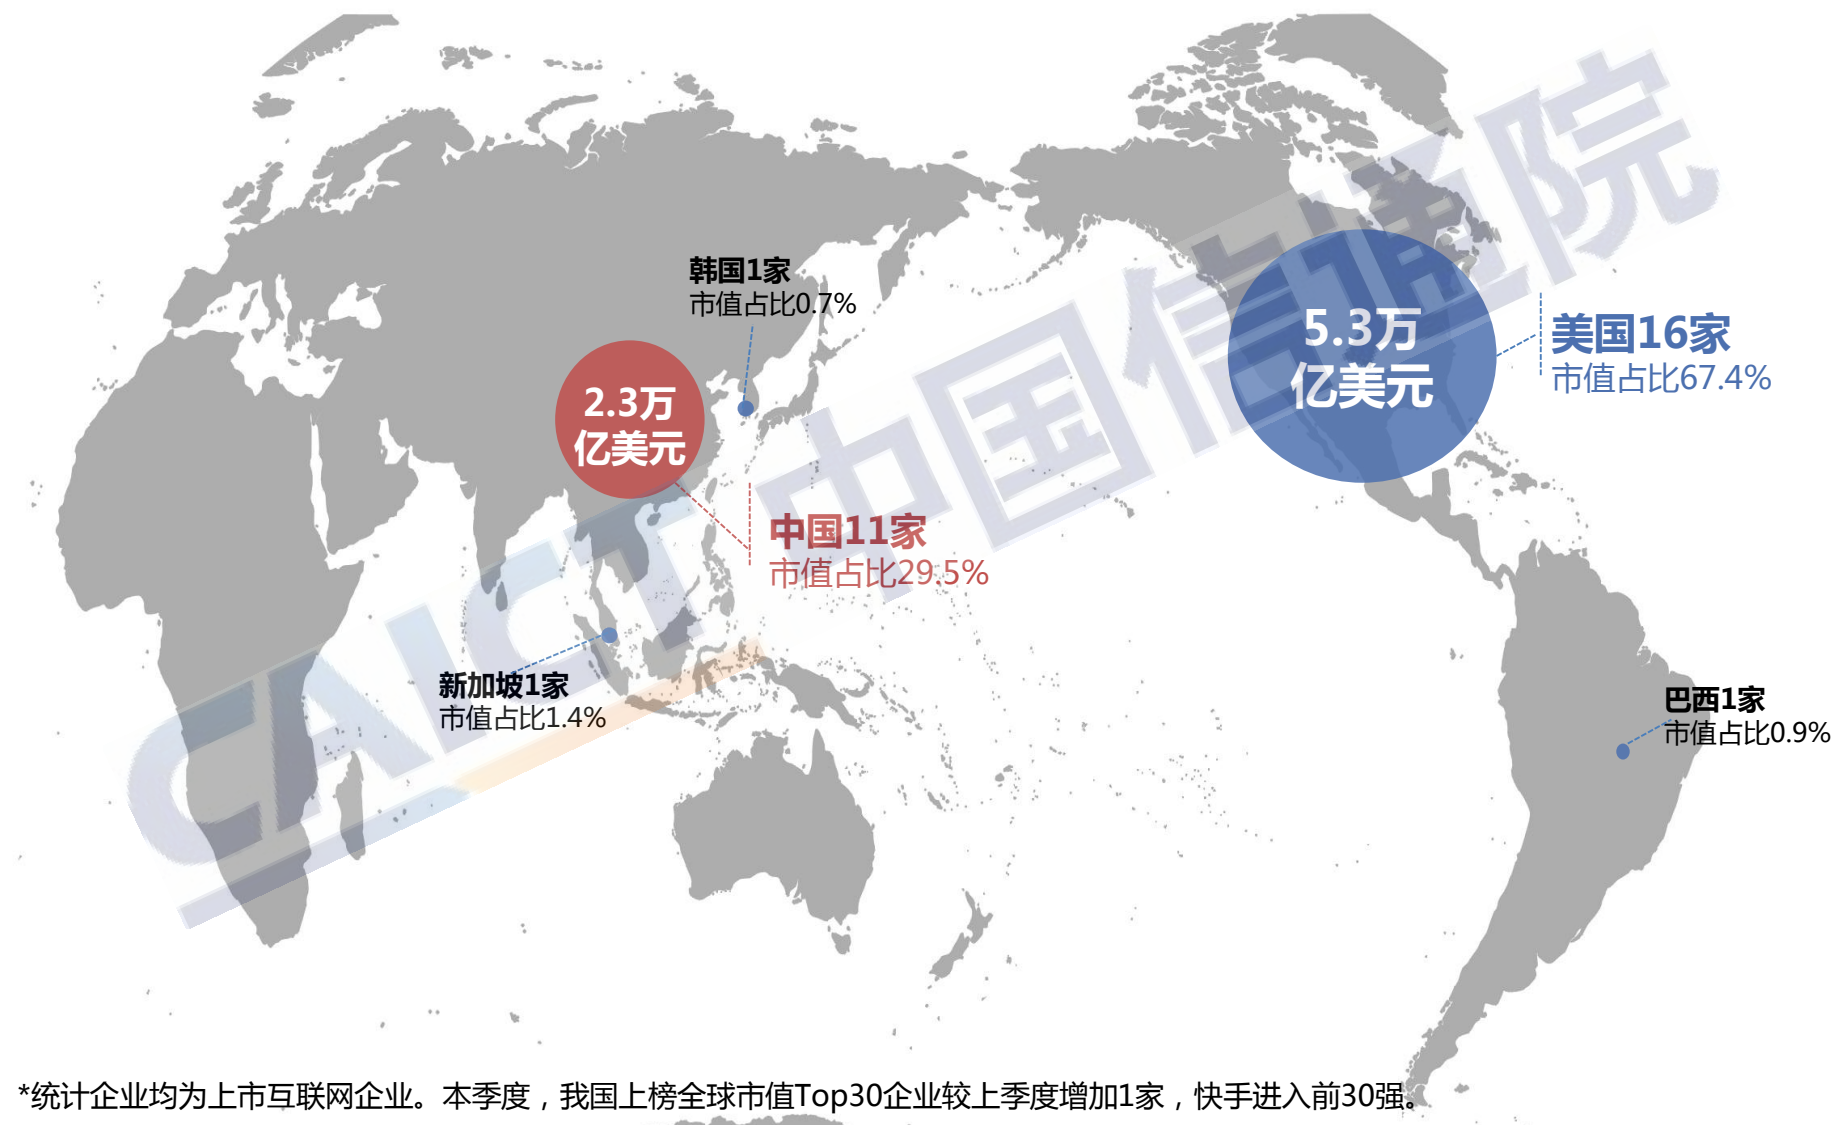 韩国1家
市值占比0.7%
5.3万
亿美元
美国16家
市值占比67.4%
2.3万
亿美元
中国11家
市值占比29.5%
新加坡1家
市值占比1.4%
巴西1家
市值占比0.9%
CAICT 中国信通院
*统计企业均为上市互联网企业。本季度，我国上榜全球市值Top30企业较上季度增加1家，快手进入前30强。